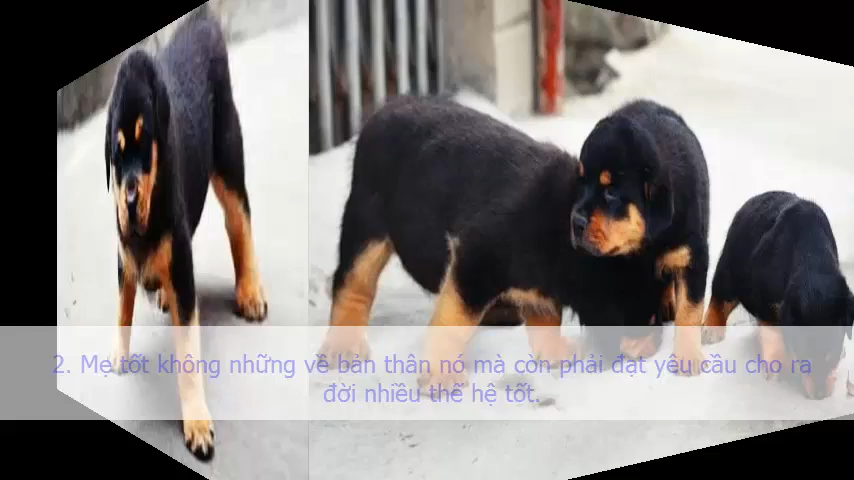 2. Mẹ tốt không những về bản thân nó mà còn phải đạt yêu cầu cho ra
đời nhiều thế hệ tốt.